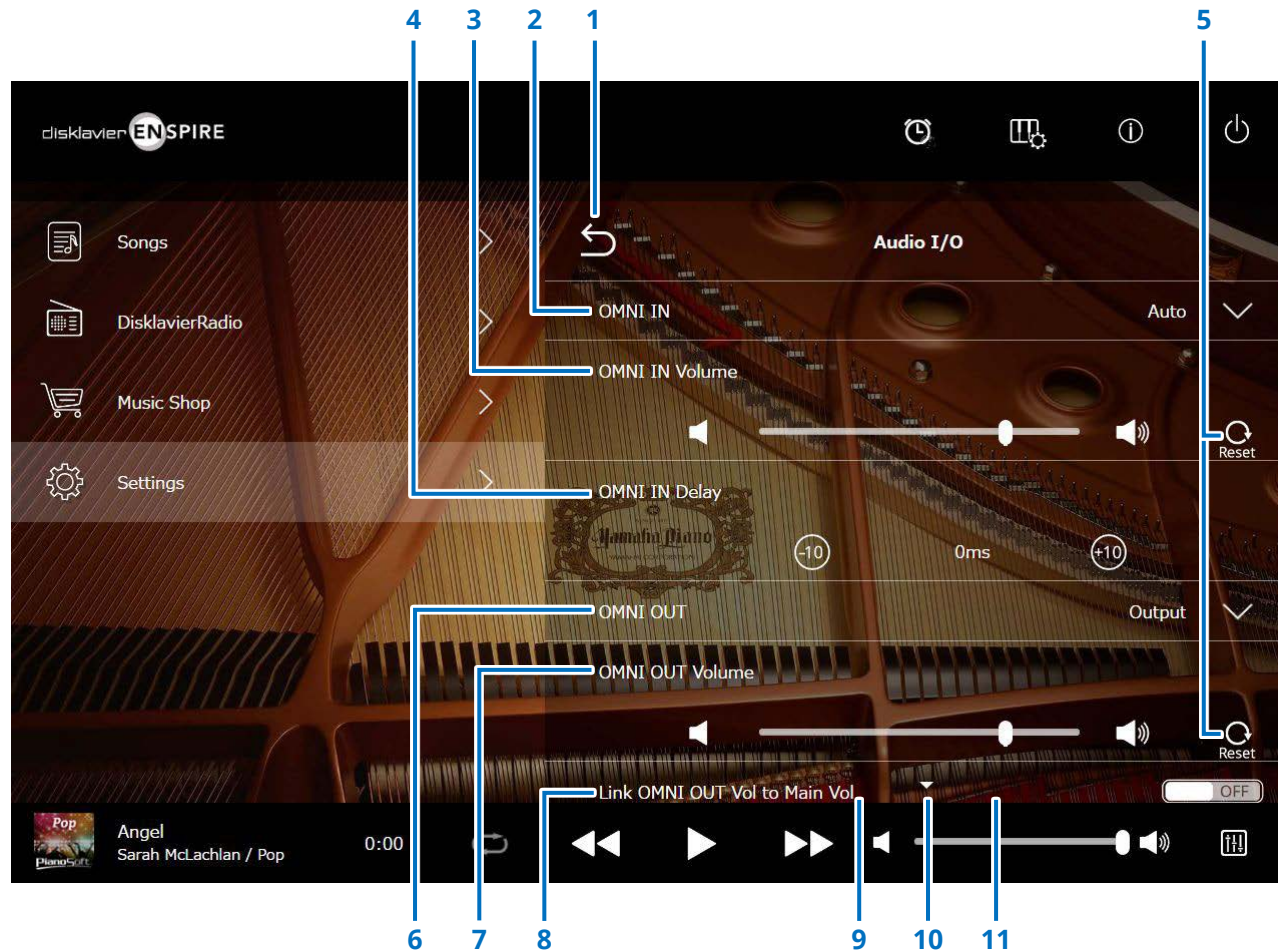 4 3 2 1 5
disklavier ENSPIRE
Songs
Audio I/O
DisklavierRadio
OMNI IN Auto
OMNI IN Volume
Music Shop
Reset
Settings
OMNI IN Delay
Yamaha Piano
-10 0ms +10
OMNI OUT Output
OMNI OUT Volume
Reset
Link OMNI OUT Vol to Main Vol OFF
Pop
PianoSoft
Angel
Sarah McLachlan / Pop
0:00
6 7 8 9 10 11